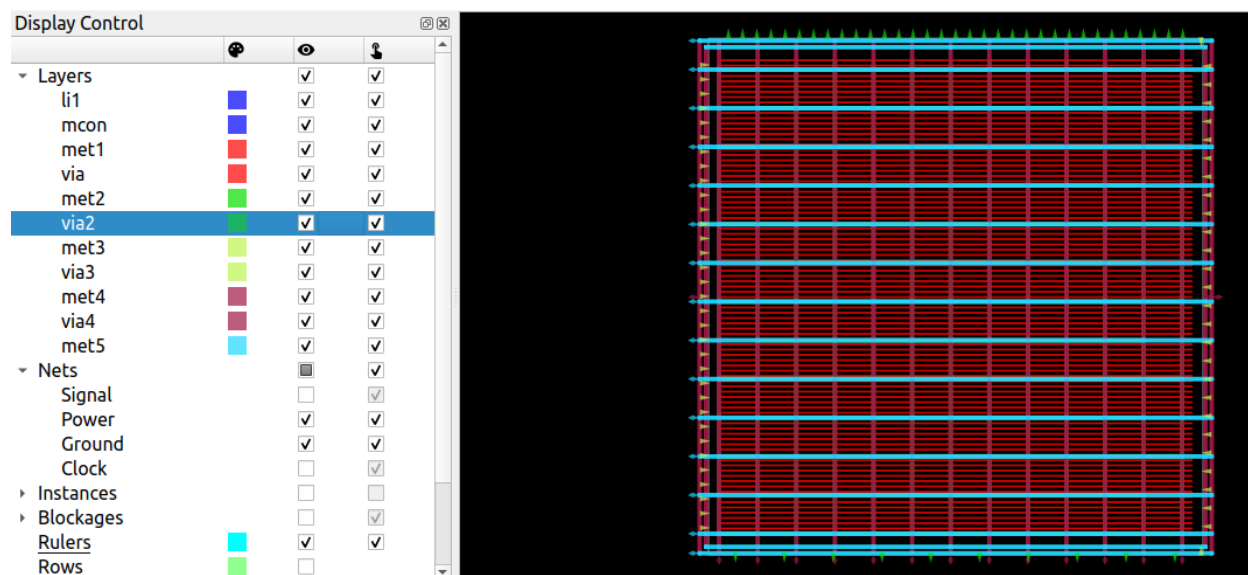 Display Control
Layers
li1
mcon
met1
via
met2
via2
met3
via3
met4
via4
met5
Nets
Signal
Power
Ground
Clock
Instances
Blockages
Rulers
Rows